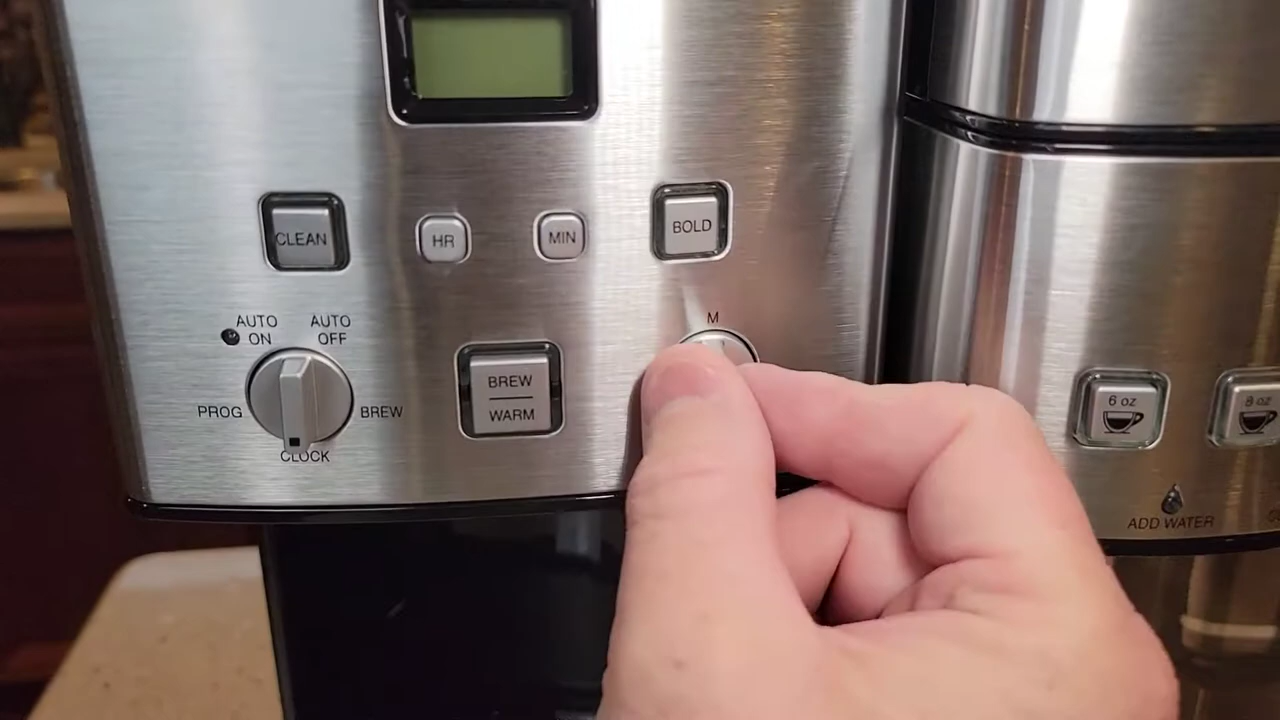 CLEAN
HR
MIN
BOLD
AUTO
ON
AUTO
OFF
M
PROG
BREW
CLOCK
BREW
WARM
6 oz
8 oz
ADD WATER